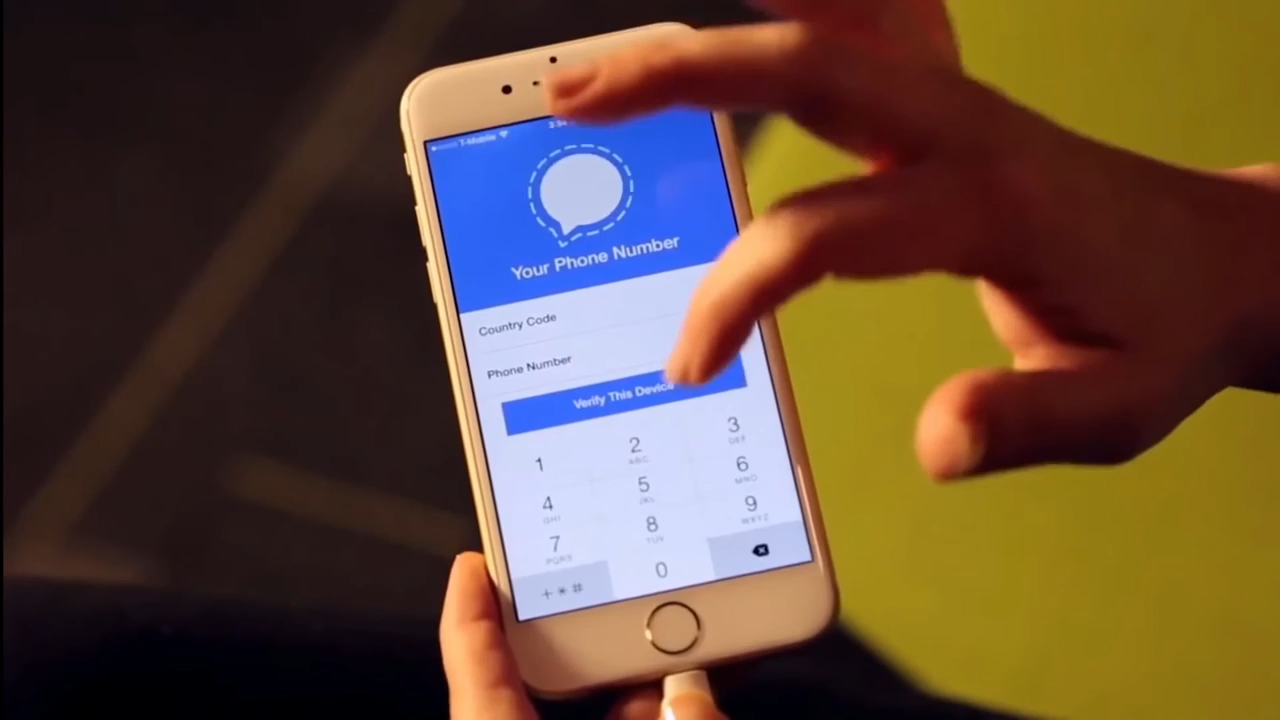 T-Mobile
Your Phone Number
Country Code
Phone Number
Verify This Device
1
2
ABC
3
DEF
4
GHI
5
JKL
6
MNO
7
PQRS
8
TUV
9
WXYZ
+ * #
0